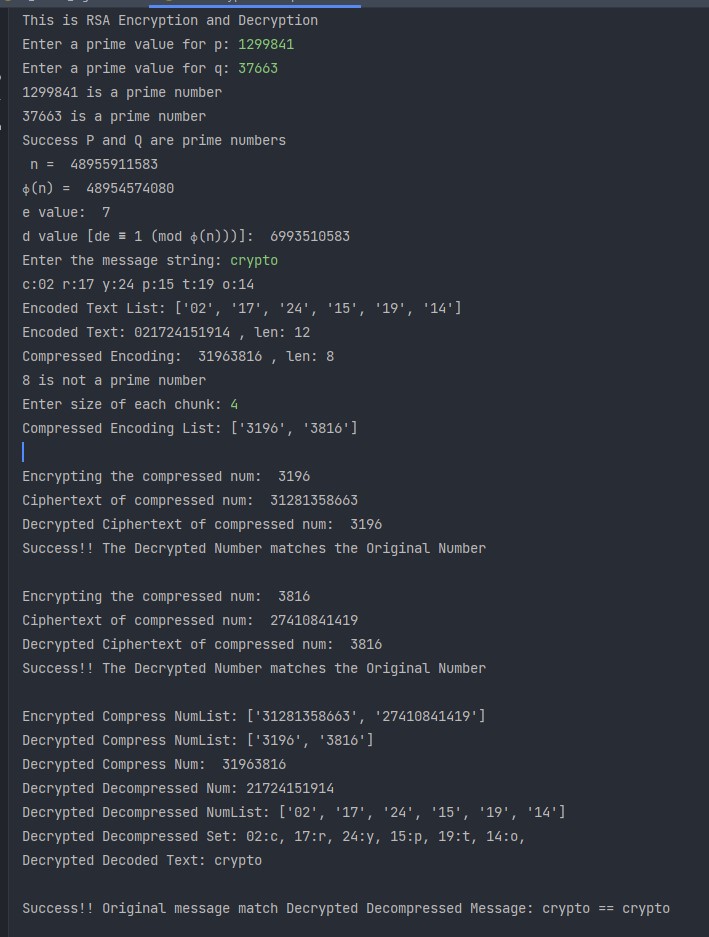 This is RSA Encryption and Decryption
Enter a prime value for p: 1299841
Enter a prime value for q: 37663
1299841 is a prime number
37663 is a prime number
Success P and Q are prime numbers
n =  48955911583
ϕ(n) =  48954574080
e value:  7
d value [de ≡ 1 (mod ϕ(n)))]:  6993510583
Enter the message string: crypto
c:02 r:17 y:24 p:15 t:19 o:14
Encoded Text List: ['02', '17', '24', '15', '19', '14']
Encoded Text: 021724151914 , len: 12
Compressed Encoding:  31963816 , len: 8
8 is not a prime number
Enter size of each chunk: 4
Compressed Encoding List: ['3196', '3816']
Encrypting the compressed num:  3196
Ciphertext of compressed num:  31281358663
Decrypted Ciphertext of compressed num:  3196
Success!! The Decrypted Number matches the Original Number
Encrypting the compressed num:  3816
Ciphertext of compressed num:  27410841419
Decrypted Ciphertext of compressed num:  3816
Success!! The Decrypted Number matches the Original Number
Encrypted Compress NumList: ['31281358663', '27410841419']
Decrypted Compress NumList: ['3196', '3816']
Decrypted Compress Num:  31963816
Decrypted Decompressed Num: 21724151914
Decrypted Decompressed NumList: ['02', '17', '24', '15', '19', '14']
Decrypted Decompressed Set: 02:c, 17:r, 24:y, 15:p, 19:t, 14:o,
Decrypted Decoded Text: crypto
Success!! Original message match Decrypted Decompressed Message: crypto == crypto